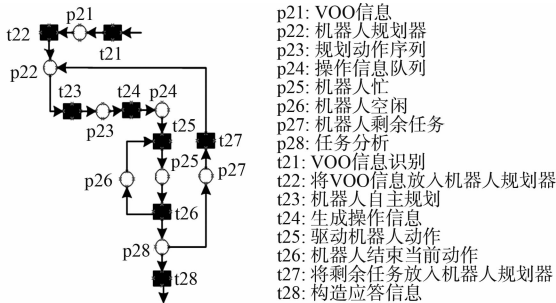 p21
t22
t21
p22
t23
t24
p24
p23
t25
t27
p25
p26
p27
t26
p28
t28
p21: VOO信息
p22: 机器人规划器
p23: 规划动作序列
p24: 操作信息队列
p25: 机器人忙
p26: 机器人空闲
p27: 机器人剩余任务
p28: 任务分析
t21: VOO信息识别
t22: 将VOO信息放入机器人规划器
t23: 机器人自主规划
t24: 生成操作信息
t25: 驱动机器人动作
t26: 机器人结束当前动作
t27: 将剩余任务放入机器人规划器
t28: 构造应答信息